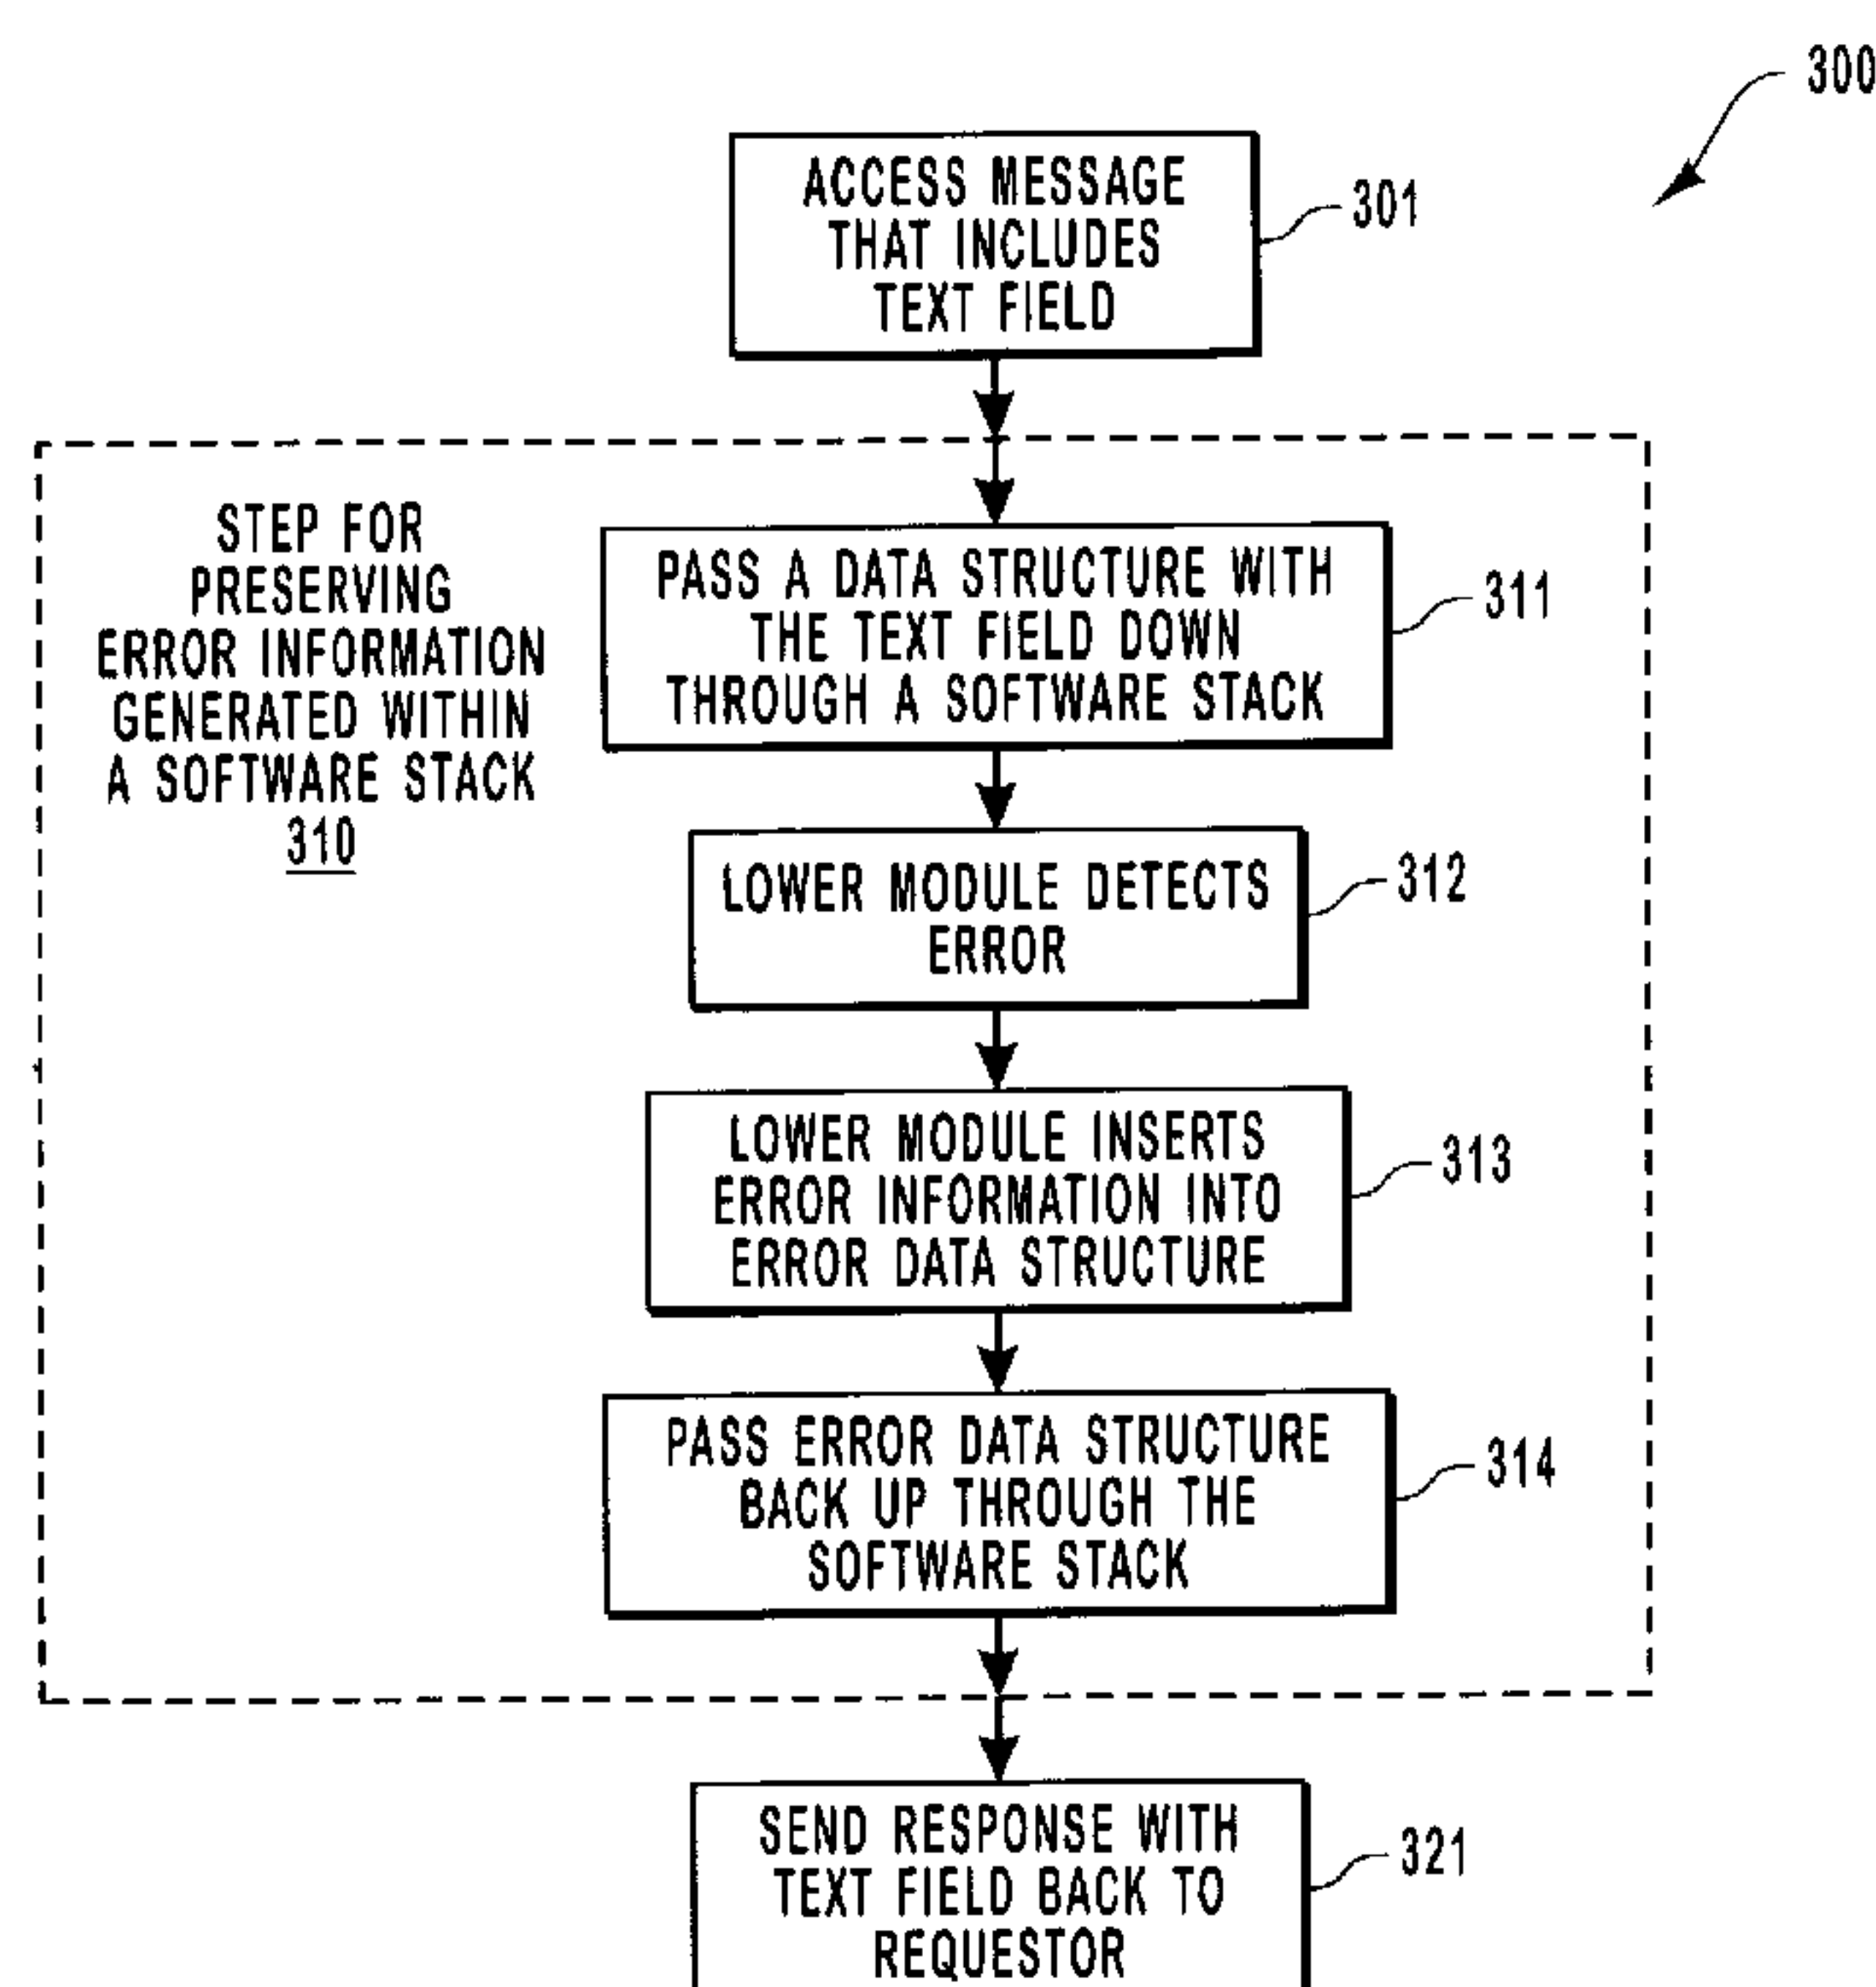 300
ACCESS MESSAGE
THAT INCLUDES
TEXT FIELD
301
STEP FOR
PRESERVING
ERROR INFORMATION
GENERATED WITHIN
A SOFTWARE STACK
310
PASS A DATA STRUCTURE WITH
THE TEXT FIELD DOWN
THROUGH A SOFTWARE STACK
311
LOWER MODULE DETECTS
ERROR
312
LOWER MODULE INSERTS
ERROR INFORMATION INTO
ERROR DATA STRUCTURE
313
PASS ERROR DATA STRUCTURE
BACK UP THROUGH THE
SOFTWARE STACK
314
SEND RESPONSE WITH
TEXT FIELD BACK TO
REQUESTOR
321